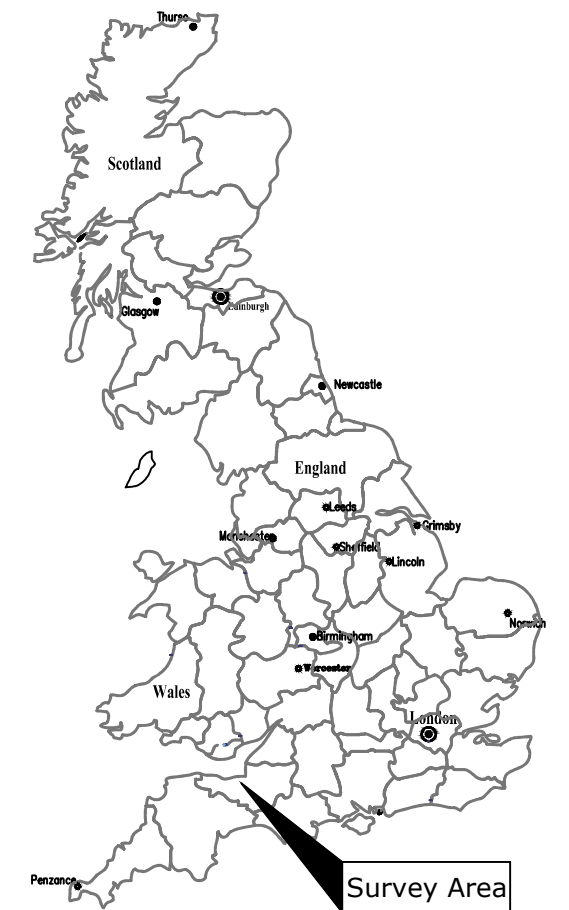 Thurso
Scotland
Glasgow
Edinburgh
Newcastle
England
Leeds
Grimsby
Manchester
Sheffield
Lincoln
Norwich
Birmingham
Worcester
Wales
London
Penzance
Survey Area